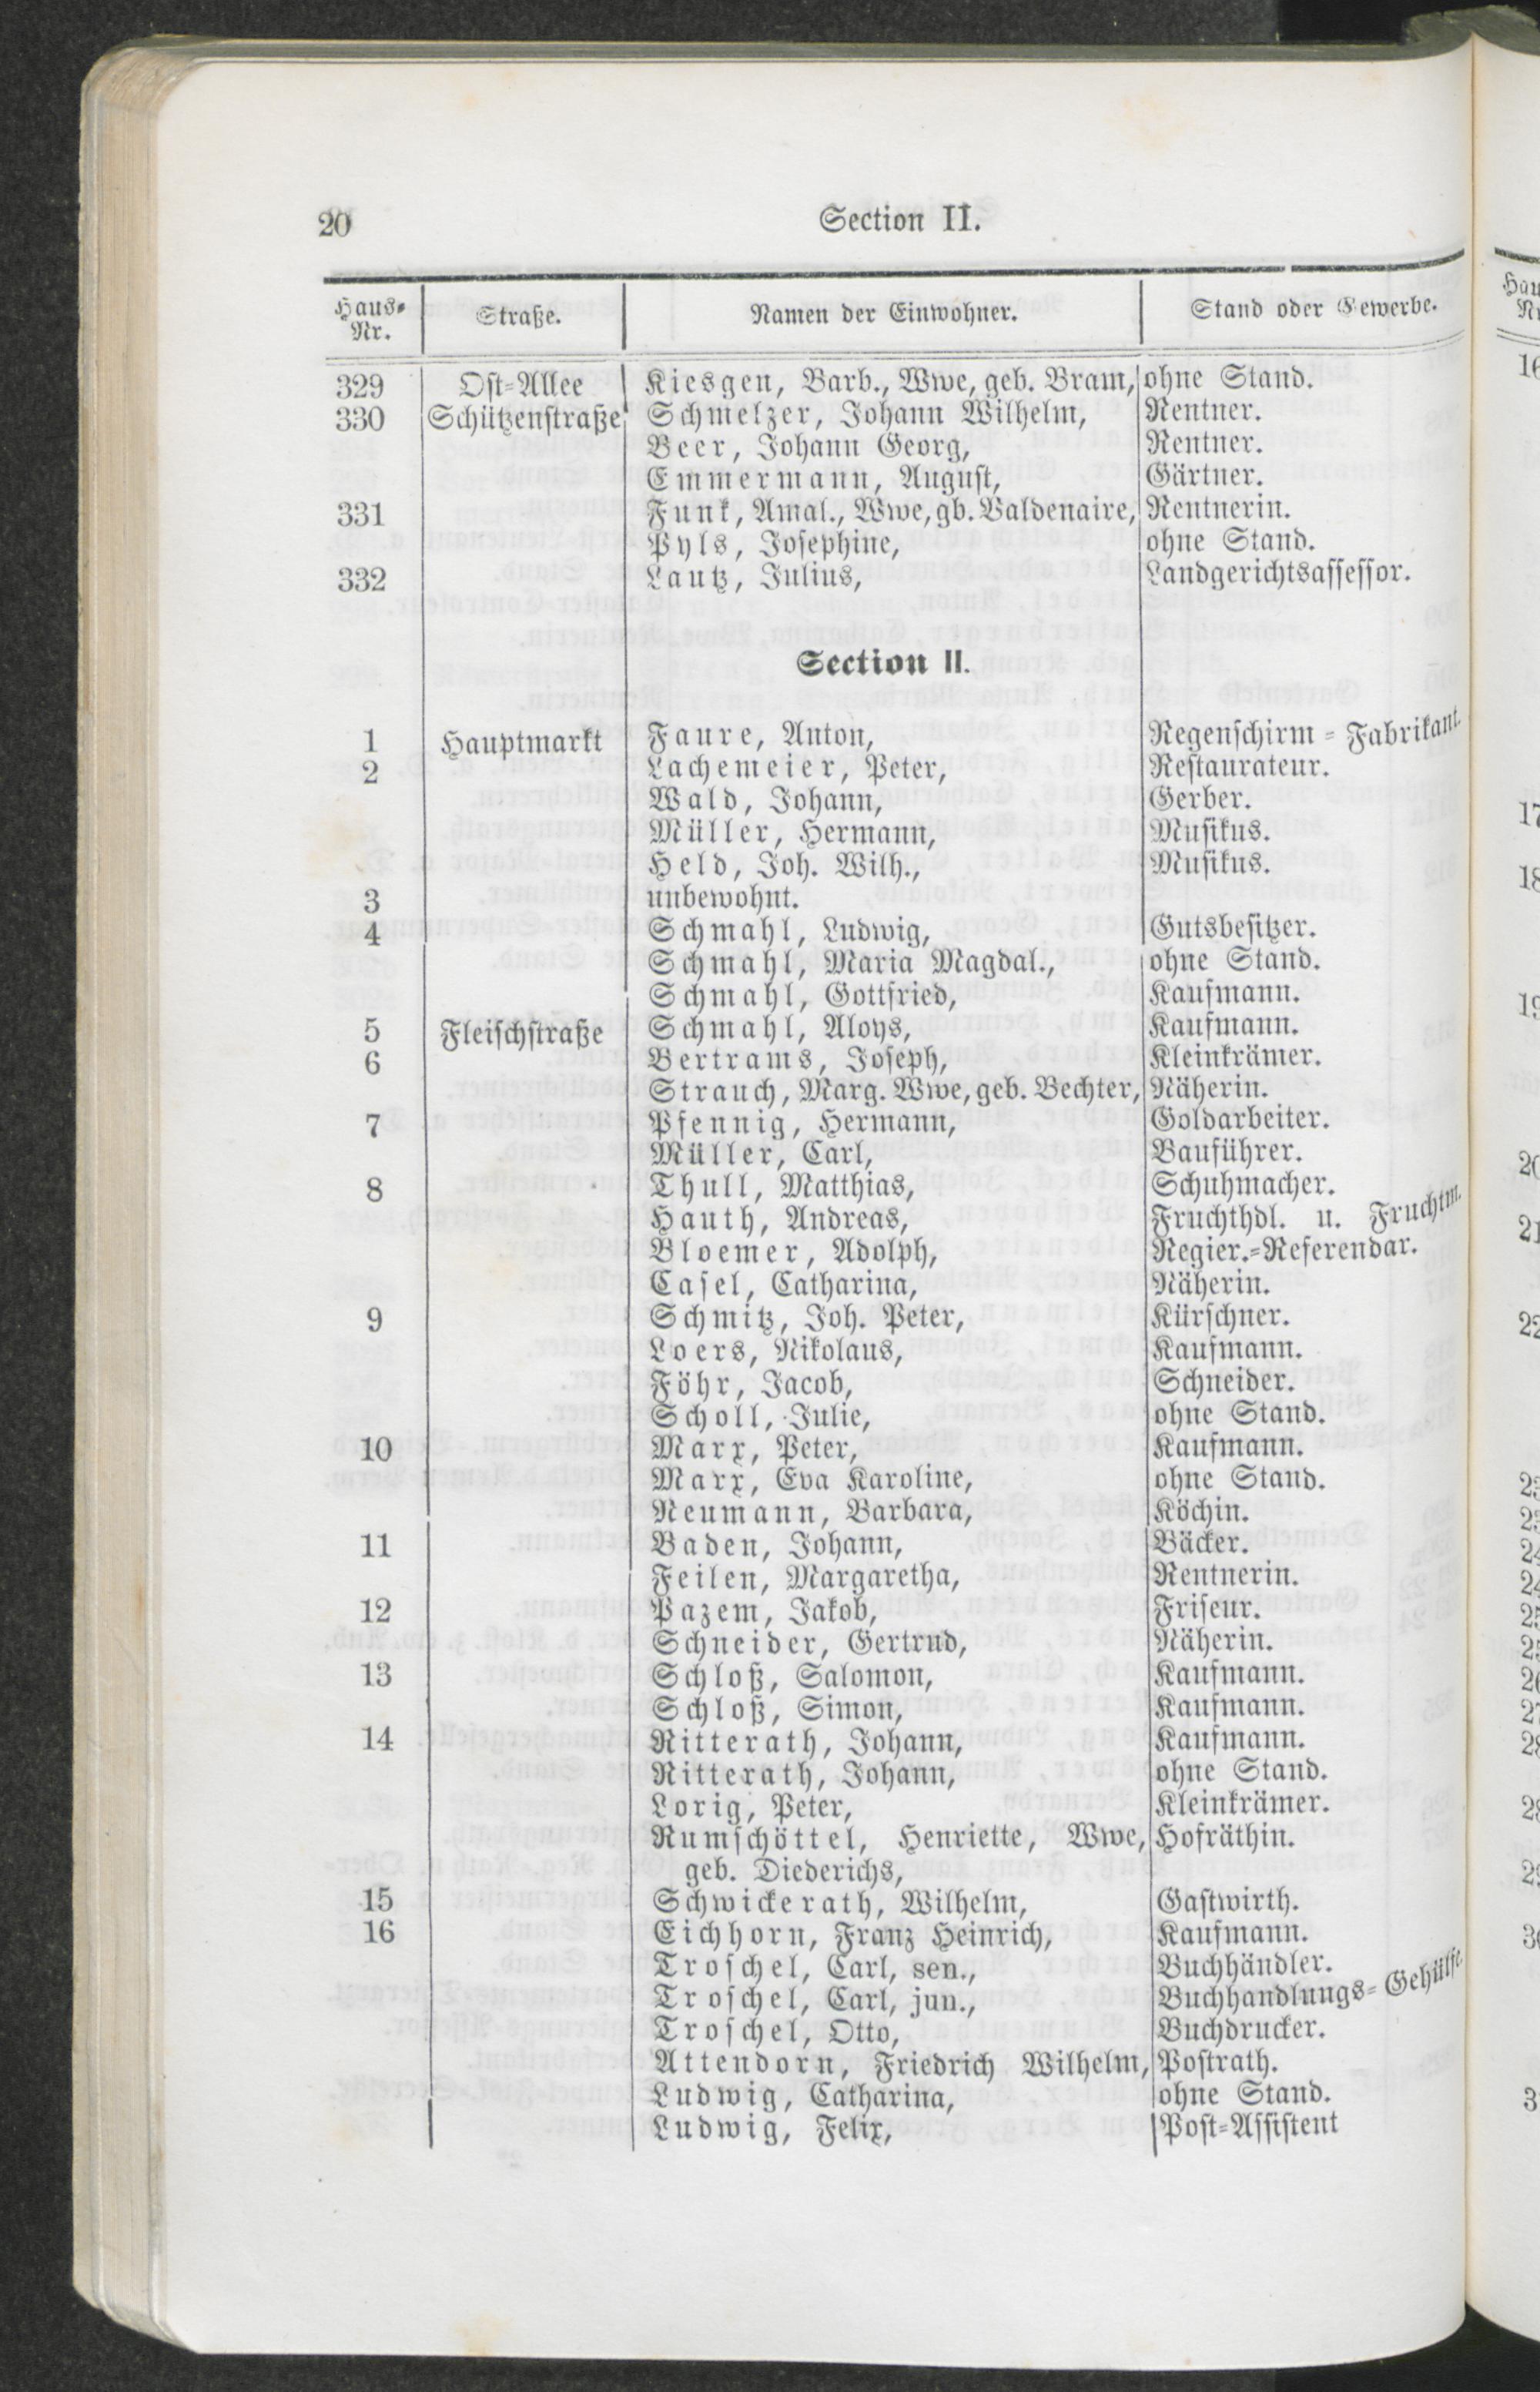 20 Section II.
Haus-Nr. Straße. Namen der Einwohner. Stand oder Gewerbe.
329 Ost-Allee Kiesgen, Barb., Wwe, geb. Bram, ohne Stand.
330 Schützenstraße Schmelzer, Johann Wilhelm, Rentner.
Beer, Johann Georg, Rentner.
Emmermann, August, Gärtner.
331 Funk, Amal., Wwe, gb. Valdenaire, Rentnerin.
Pyls, Josephine, ohne Stand.
332 Lautz, Julius, Landgerichtsassessor.
Section II.
1 Hauptmarkt Faure, Anton, Regenschirm-Fabrikant.
2 Lachemeier, Peter, Restaurateur.
Wald, Johann, Gerber.
Müller, Hermann, Musikus.
Held, Joh. Wilh., Musikus.
3 unbewohnt.
4 Schmahl, Ludwig, Gutsbesitzer.
Schmahl, Maria Magdal., ohne Stand.
Schmahl, Gottfried, Kaufmann.
5 Fleischstraße Schmahl, Aloys, Kaufmann.
6 Bertrams, Joseph, Kleinkrämer.
Strauch, Marg. Wwe, geb. Bechter, Näherin.
7 Pfennig, Hermann, Goldarbeiter.
Müller, Carl, Bauführer.
8 Thull, Matthias, Schuhmacher.
Hauth, Andreas, Fruchthdl. u. Fruchtm.
Bloemer, Adolph, Regier.-Referendar.
Casel, Catharina, Näherin.
9 Schmitz, Joh. Peter, Kürschner.
Loers, Nikolaus, Kaufmann.
Föhr, Jacob, Schneider.
Scholl, Julie, ohne Stand.
10 Marx, Peter, Kaufmann.
Marx, Eva Karoline, ohne Stand.
Neumann, Barbara, Köchin.
11 Baden, Johann, Bäcker.
Feilen, Margaretha, Rentnerin.
12 Pazem, Jakob, Friseur.
Schneider, Gertrud, Näherin.
13 Schloß, Salomon, Kaufmann.
Schloß, Simon, Kaufmann.
14 Ritterath, Johann, Kaufmann.
Ritterath, Johann, ohne Stand.
Lorig, Peter, Kleinkrämer.
Rumschöttel, Henriette, Wwe, Hofräthin.
geb. Diederichs,
15 Schwickerath, Wilhelm, Gastwirth.
16 Eichhorn, Franz Heinrich, Kaufmann.
Troschel, Carl, sen., Buchhändler.
Troschel, Carl, jun., Buchhandlungs-Gehülfe.
Troschel, Otto, Buchdrucker.
Attendorn, Friedrich Wilhelm, Postrath.
Ludwig, Catharina, ohne Stand.
Ludwig, Felix, Post-Assistent